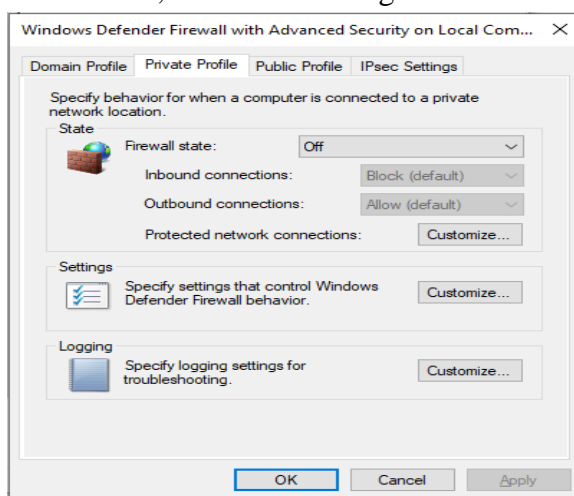 Windows Defender Firewall with Advanced Security on Local Com...
Domain Profile Private Profile Public Profile IPsec Settings
Specify behavior for when a computer is connected to a private
network location.
State
Firewall state: Off
Inbound connections: Block (default)
Outbound connections: Allow (default)
Protected network connections: Customize...
Settings
Specify settings that control Windows
Defender Firewall behavior.
Customize...
Logging
Specify logging settings for
troubleshooting.
Customize...
OK Cancel Apply